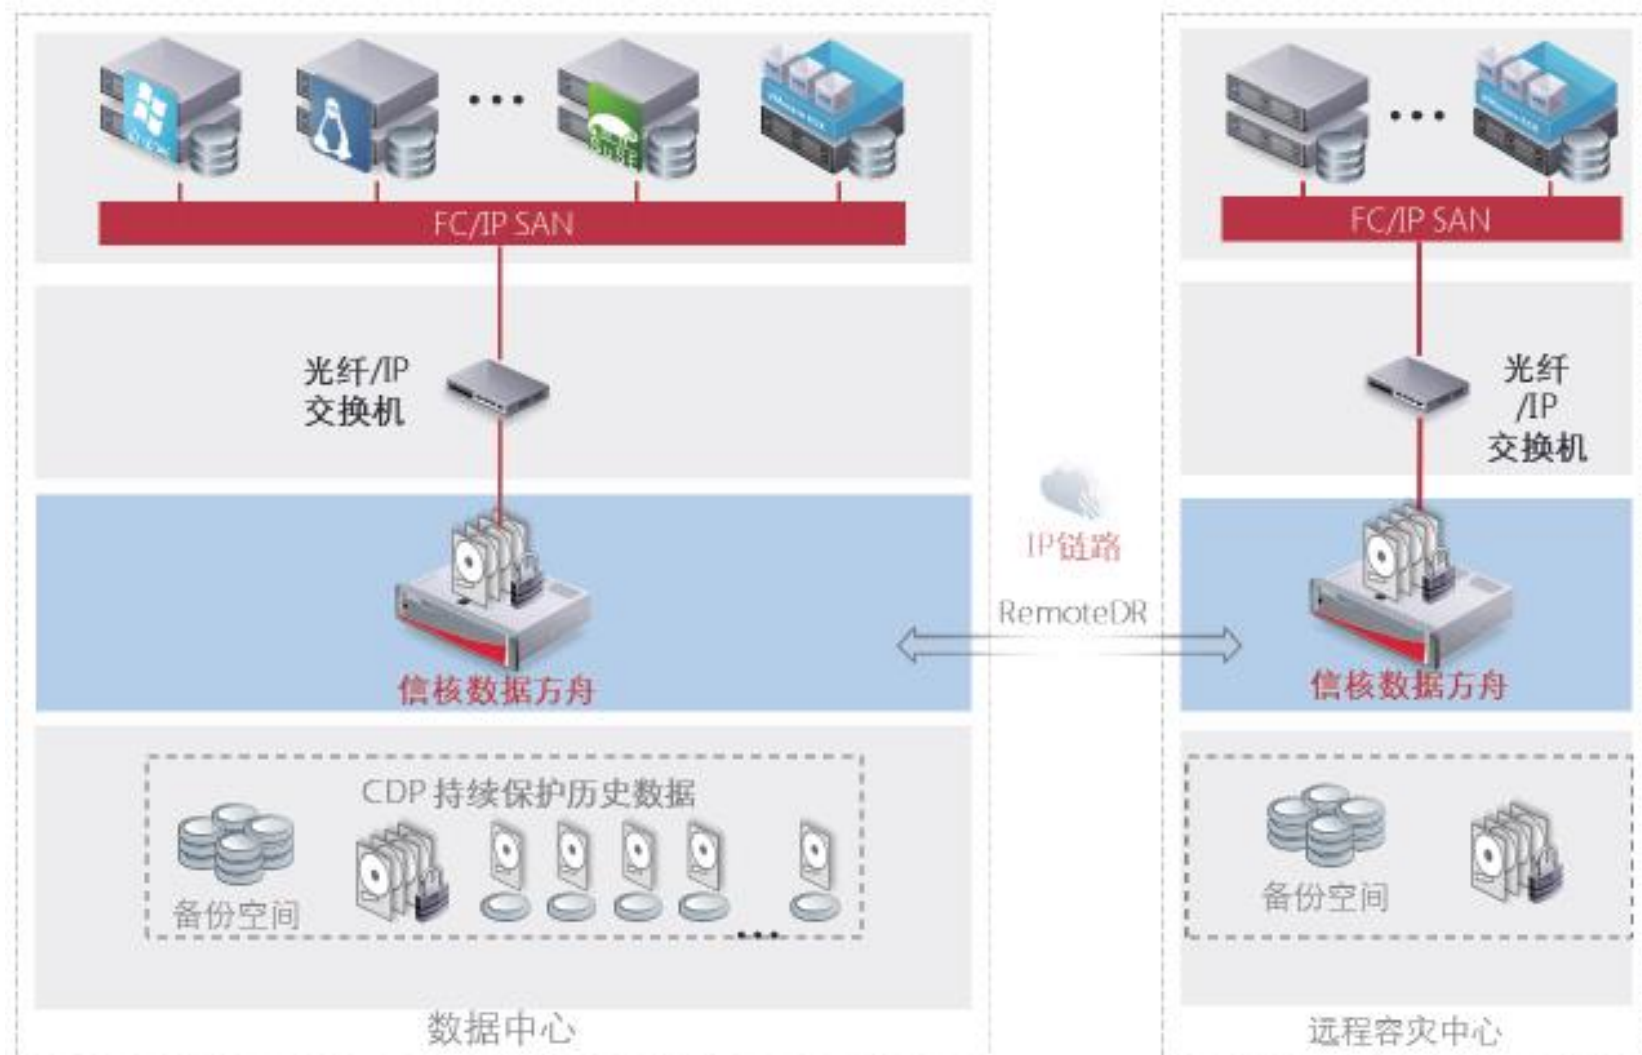 FC/IP SAN
光纤/IP
交换机
信核数据方舟
CDP 持续保护历史数据
备份空间
数据中心
IP链路
RemoteDR
FC/IP SAN
光纤
/IP
交换机
信核数据方舟
备份空间
远程容灾中心